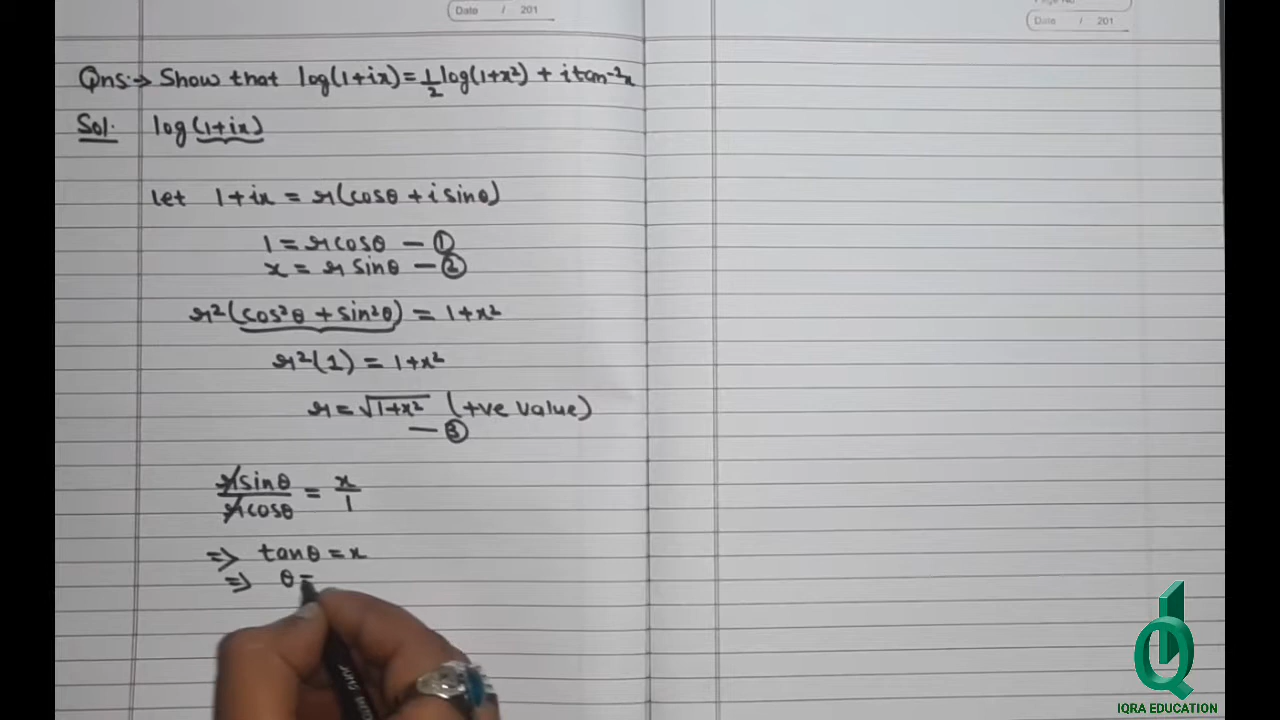 Date / 201
Page No
Date / 201
Qns:→ Show that log(1+ix) = 1/2 log(1+x²) + i tan⁻¹x
Sol. log(1+ix)
let 1+ix = r(cosθ + i sinθ)
1 = r cosθ — ①
x = r sinθ — ②
r²(cos²θ + sin²θ) = 1+x²
r²(1) = 1+x²
r = √1+x² (+ve value)
— ③
r sinθ / r cosθ = x/1
⇒ tanθ = x
⇒ θ =
IQRA EDUCATION